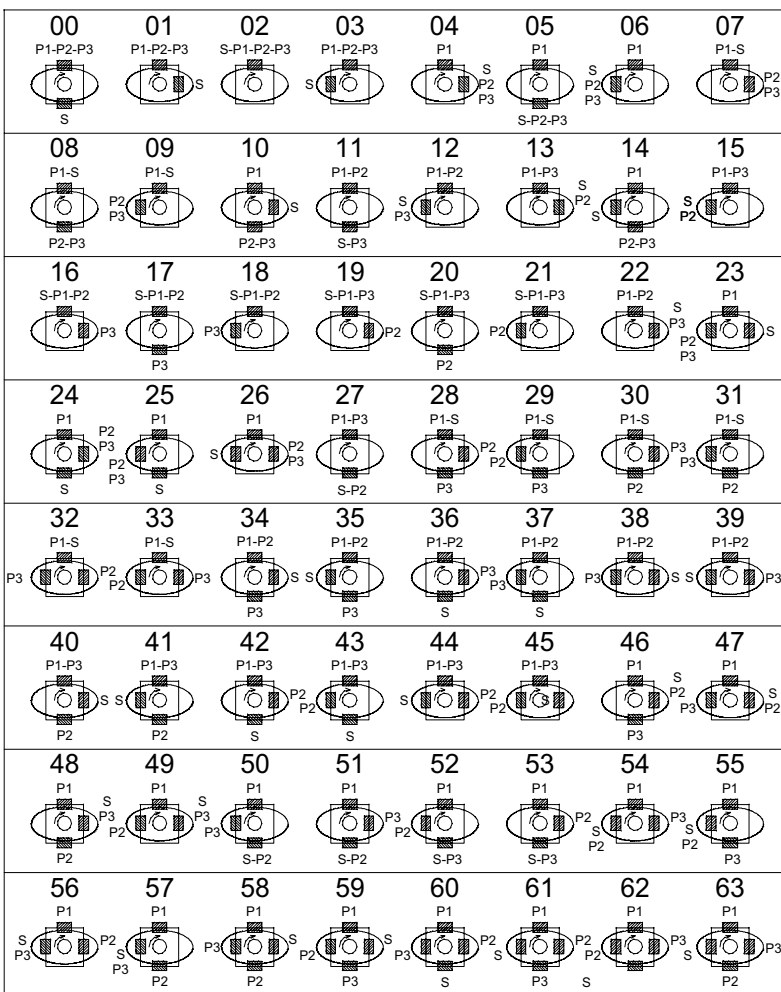 00 01 02 03 04 05 06 07
P1-P2-P3 P1-P2-P3 S-P1-P2-P3 P1-P2-P3 P1 P1 P1 P1-S
S S S P2 P3 S P2 P3 P2 P3
S S-P2-P3
08 09 10 11 12 13 14 15
P1-S P1-S P1 P1-P2 P1-P2 P1-P3 P1 P1-P3
P2 P3 S S P3 S P2 S S P2
P2-P3 P2-P3 S-P3 P2-P3
16 17 18 19 20 21 22 23
S-P1-P2 S-P1-P2 S-P1-P2 S-P1-P3 S-P1-P3 S-P1-P3 P1-P2 P1
P3 P3 P2 P2 S P3 P2 P3 S
P3 P2
24 25 26 27 28 29 30 31
P1 P1 P1 P1-P3 P1-S P1-S P1-S P1-S
P2 P3 P2 P3 S P2 P3 P2 P2 P3 P3
S S S-P2 P3 P3 P2 P2
32 33 34 35 36 37 38 39
P1-S P1-S P1-P2 P1-P2 P1-P2 P1-P2 P1-P2 P1-P2
P3 P2 P2 P3 S S P3 P3 P3 S S P3
P3 P3 S S
40 41 42 43 44 45 46 47
P1-P3 P1-P3 P1-P3 P1-P3 P1-P3 P1-P3 P1 P1
S S P2 P2 S P2 P2 S S P2 P3 S P2
P2 P2 S S P3
48 49 50 51 52 53 54 55
P1 P1 P1 P1 P1 P1 P1 P1
S P3 P2 S P3 P3 P3 P2 P2 S P2 P3 S P2
P2 S-P2 S-P2 S-P3 S-P3 P3
56 57 58 59 60 61 62 63
P1 P1 P1 P1 P1 P1 P1 P1
S P3 P2 S P3 P3 S P2 S P3 P2 S P2 P2 P3 S P3
P2 P2 P3 S P3 S P2